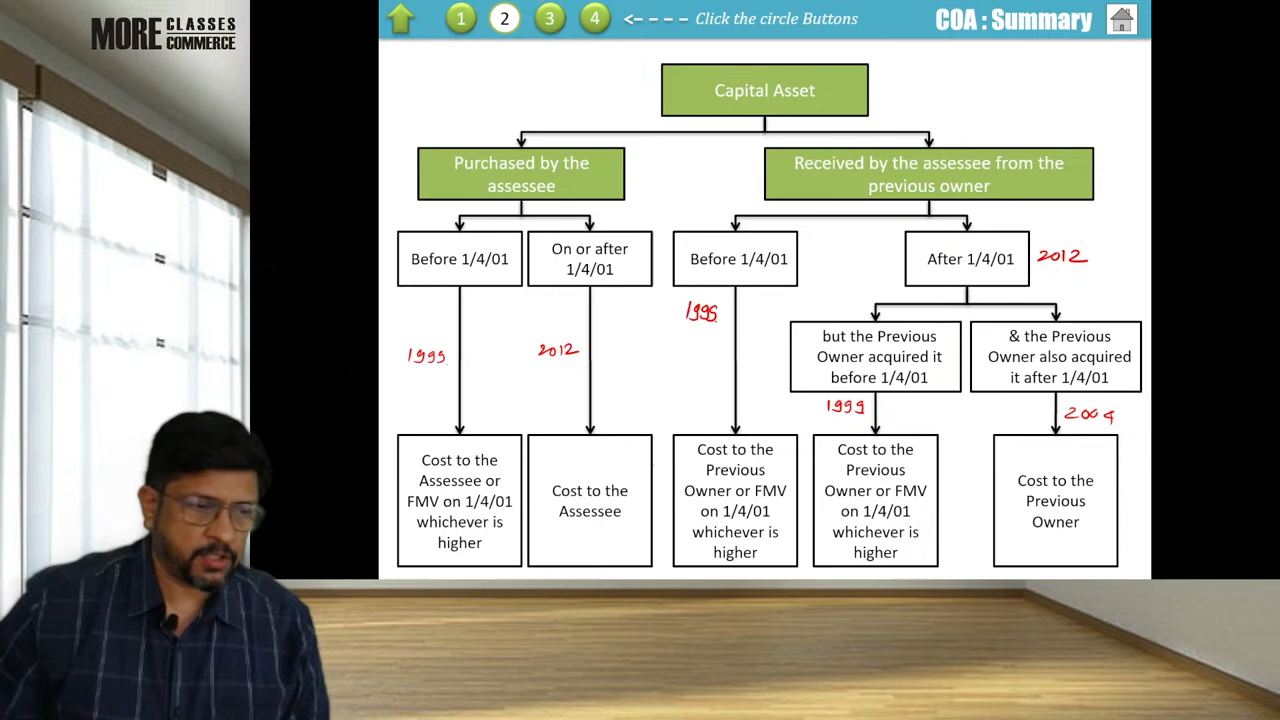 MORE CLASSES COMMERCE
1 2 3 4 Click the circle Buttons
COA : Summary
Capital Asset
Purchased by the
assessee
Received by the assessee from the
previous owner
Before 1/4/01
On or after
1/4/01
Before 1/4/01
After 1/4/01
2012
1995
but the Previous
Owner acquired it
before 1/4/01
& the Previous
Owner also acquired
it after 1/4/01
1995
2012
1999
2004
Cost to the
Assessee or
FMV on 1/4/01
whichever is
higher
Cost to the
Assessee
Cost to the
Previous
Owner or FMV
on 1/4/01
whichever is
higher
Cost to the
Previous
Owner or FMV
on 1/4/01
whichever is
higher
Cost to the
Previous
Owner